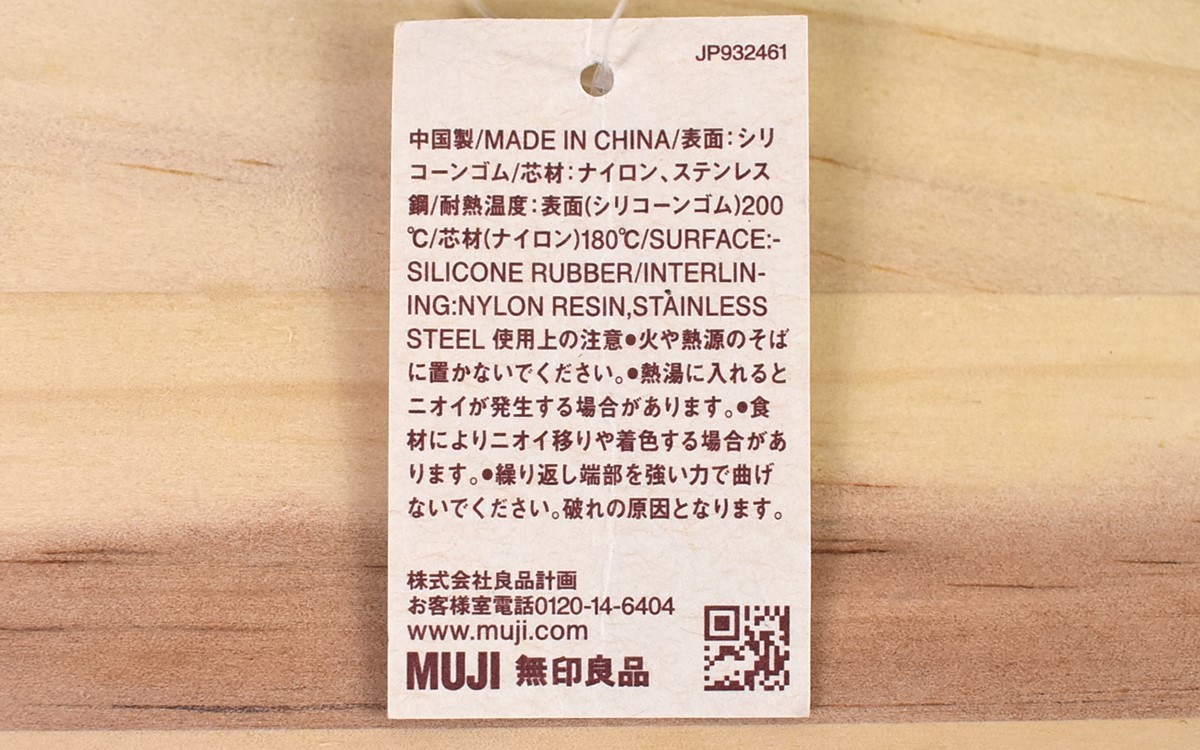 JP932461
中国製/MADE IN CHINA/表面:シリ
コーンゴム/芯材:ナイロン、ステンレス
鋼/耐熱温度:表面(シリコーンゴム)200
℃/芯材(ナイロン)180℃/SURFACE:-
SILICONE RUBBER/INTERLIN-
ING:NYLON RESIN,STAINLESS
STEEL 使用上の注意●火や熱源のそば
に置かないでください。●熱湯に入れると
ニオイが発生する場合があります。●食
材によりニオイ移りや着色する場合があ
ります。●繰り返し端部を強い力で曲げ
ないでください。破れの原因となります。
株式会社良品計画
お客様室電話0120-14-6404
www.muji.com
MUJI 無印良品